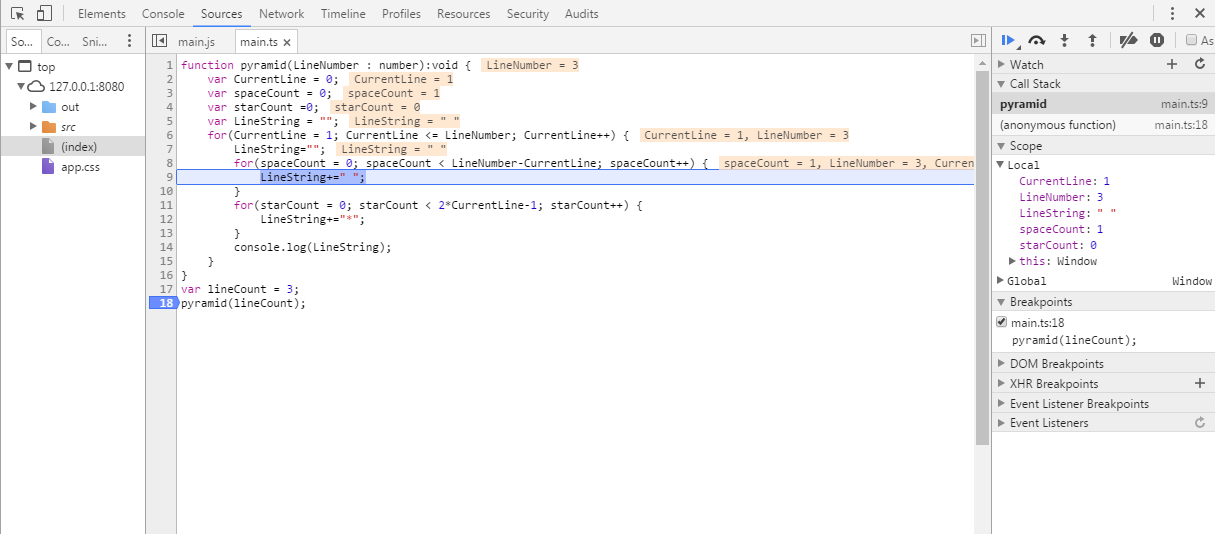 Elements Console Sources Network Timeline Profiles Resources Security Audits
So... Co... Sni...
main.js main.ts
As
top
127.0.0.1:8080
out
src
(index)
app.css
1 function pyramid(LineNumber : number):void { LineNumber = 3
2 var CurrentLine = 0; CurrentLine = 1
3 var spaceCount = 0; spaceCount = 1
4 var starCount =0; starCount = 0
5 var LineString = ""; LineString = " "
6 for(CurrentLine = 1; CurrentLine <= LineNumber; CurrentLine++) { CurrentLine = 1, LineNumber = 3
7 LineString=""; LineString = " "
8 for(spaceCount = 0; spaceCount < LineNumber-CurrentLine; spaceCount++) { spaceCount = 1, LineNumber = 3, Curren
9 LineString+=" ";
10 }
11 for(starCount = 0; starCount < 2*CurrentLine-1; starCount++) {
12 LineString+="*";
13 }
14 console.log(LineString);
15 }
16 }
17 var lineCount = 3;
18 pyramid(lineCount);
Watch
Call Stack
pyramid main.ts:9
(anonymous function) main.ts:18
Scope
Local
CurrentLine: 1
LineNumber: 3
LineString: " "
spaceCount: 1
starCount: 0
this: Window
Global Window
Breakpoints
main.ts:18
pyramid(lineCount);
DOM Breakpoints
XHR Breakpoints
Event Listener Breakpoints
Event Listeners